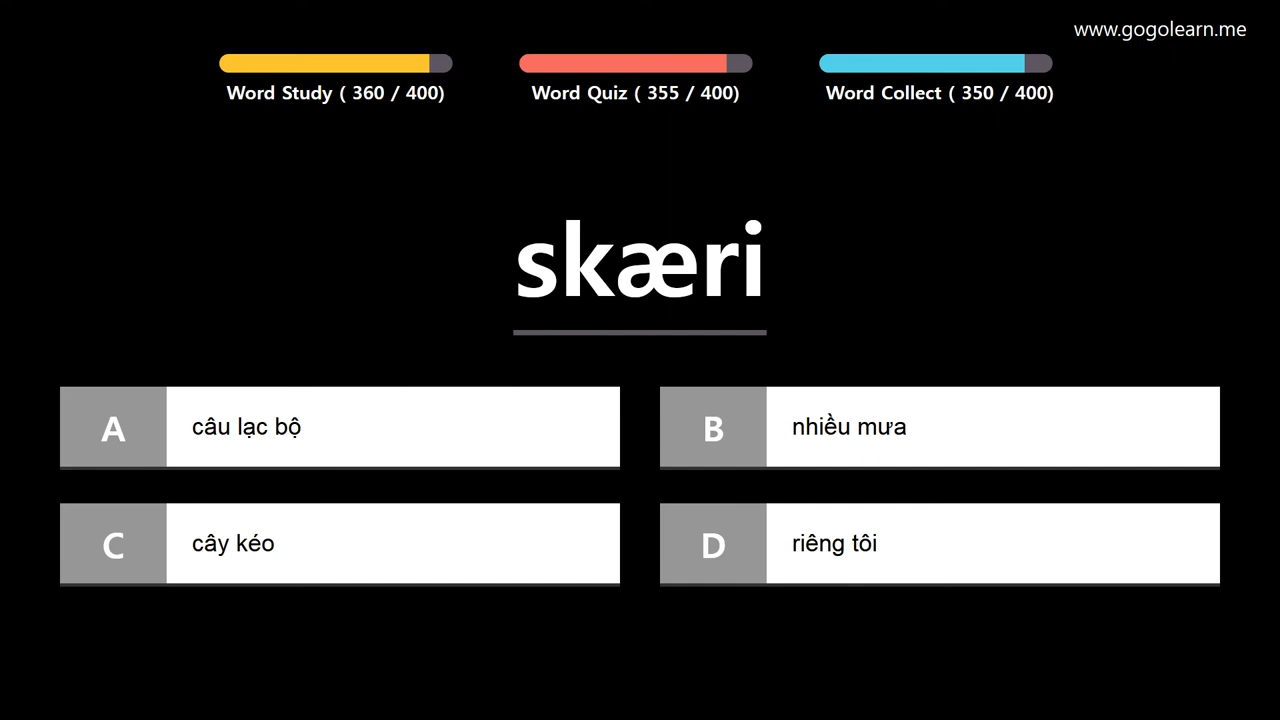 www.gogolearn.me
Word Study ( 360 / 400)
Word Quiz ( 355 / 400)
Word Collect ( 350 / 400)
skæri
A
câu lạc bộ
B
nhiều mưa
C
cây kéo
D
riêng tôi